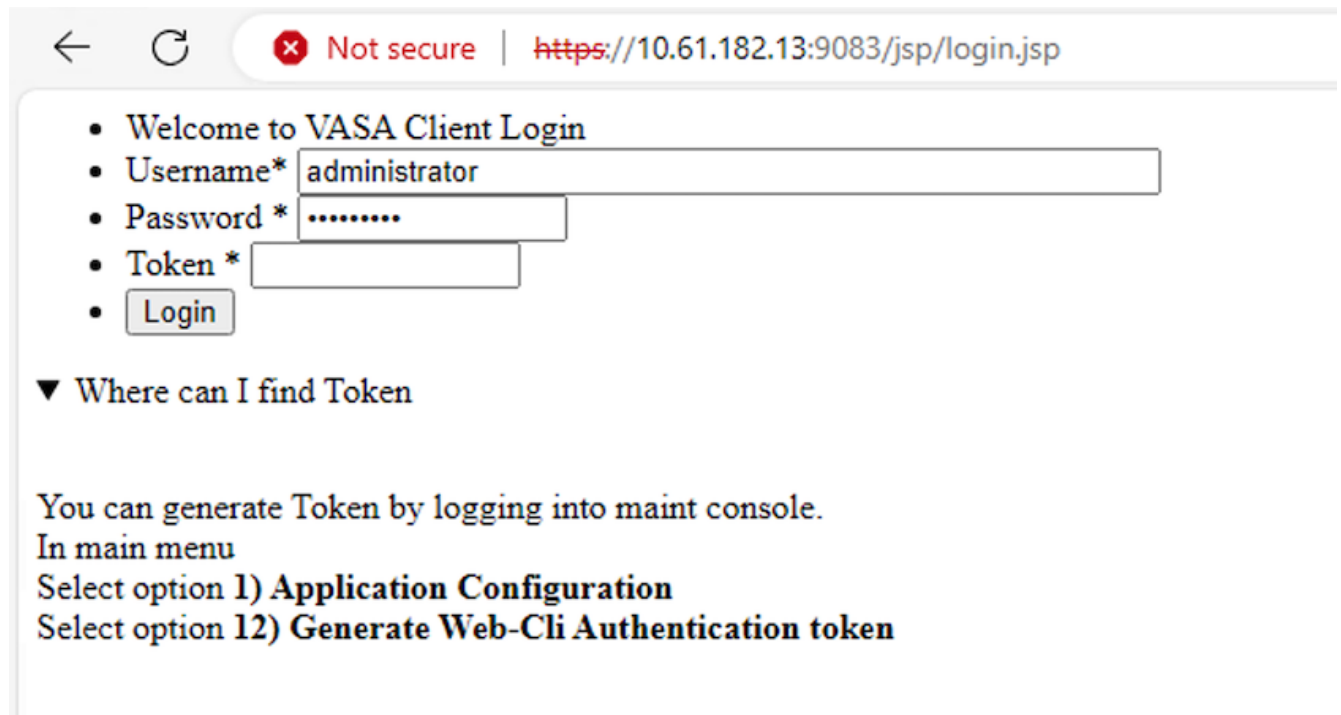 Not secure | https://10.61.182.13:9083/jsp/login.jsp
• Welcome to VASA Client Login
• Username* administrator
• Password * •••••••••
• Token *
• Login
▼ Where can I find Token
You can generate Token by logging into maint console.
In main menu
Select option 1) Application Configuration
Select option 12) Generate Web-Cli Authentication token